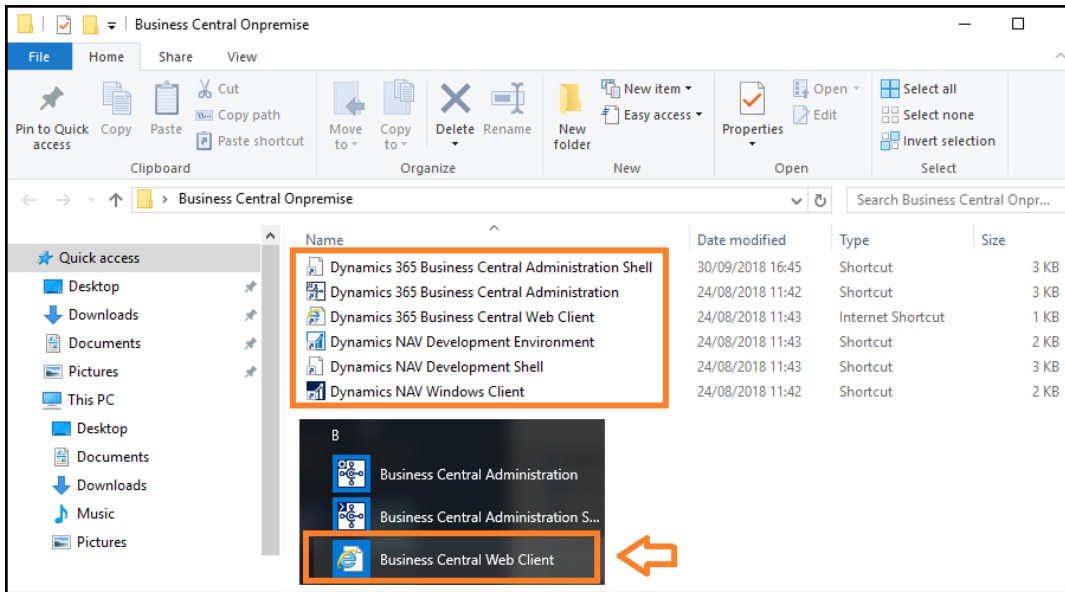 Business Central Onpremise
File Home Share View
Pin to Quick access
Copy
Paste
Cut
Copy path
Paste shortcut
Clipboard
Move to
Copy to
Delete
Rename
Organize
New folder
New item
Easy access
New
Properties
Open
Edit
Open
Select all
Select none
Invert selection
Select
Business Central Onpremise
Search Business Central Onpr...
Name Date modified Type Size
Quick access
Desktop
Downloads
Documents
Pictures
This PC
Desktop
Documents
Downloads
Music
Pictures
Dynamics 365 Business Central Administration Shell 30/09/2018 16:45 Shortcut 3 KB
Dynamics 365 Business Central Administration 24/08/2018 11:42 Shortcut 3 KB
Dynamics 365 Business Central Web Client 24/08/2018 11:43 Internet Shortcut 1 KB
Dynamics NAV Development Environment 24/08/2018 11:43 Shortcut 2 KB
Dynamics NAV Development Shell 24/08/2018 11:43 Shortcut 3 KB
Dynamics NAV Windows Client 24/08/2018 11:42 Shortcut 2 KB
B
Business Central Administration
Business Central Administration S...
Business Central Web Client